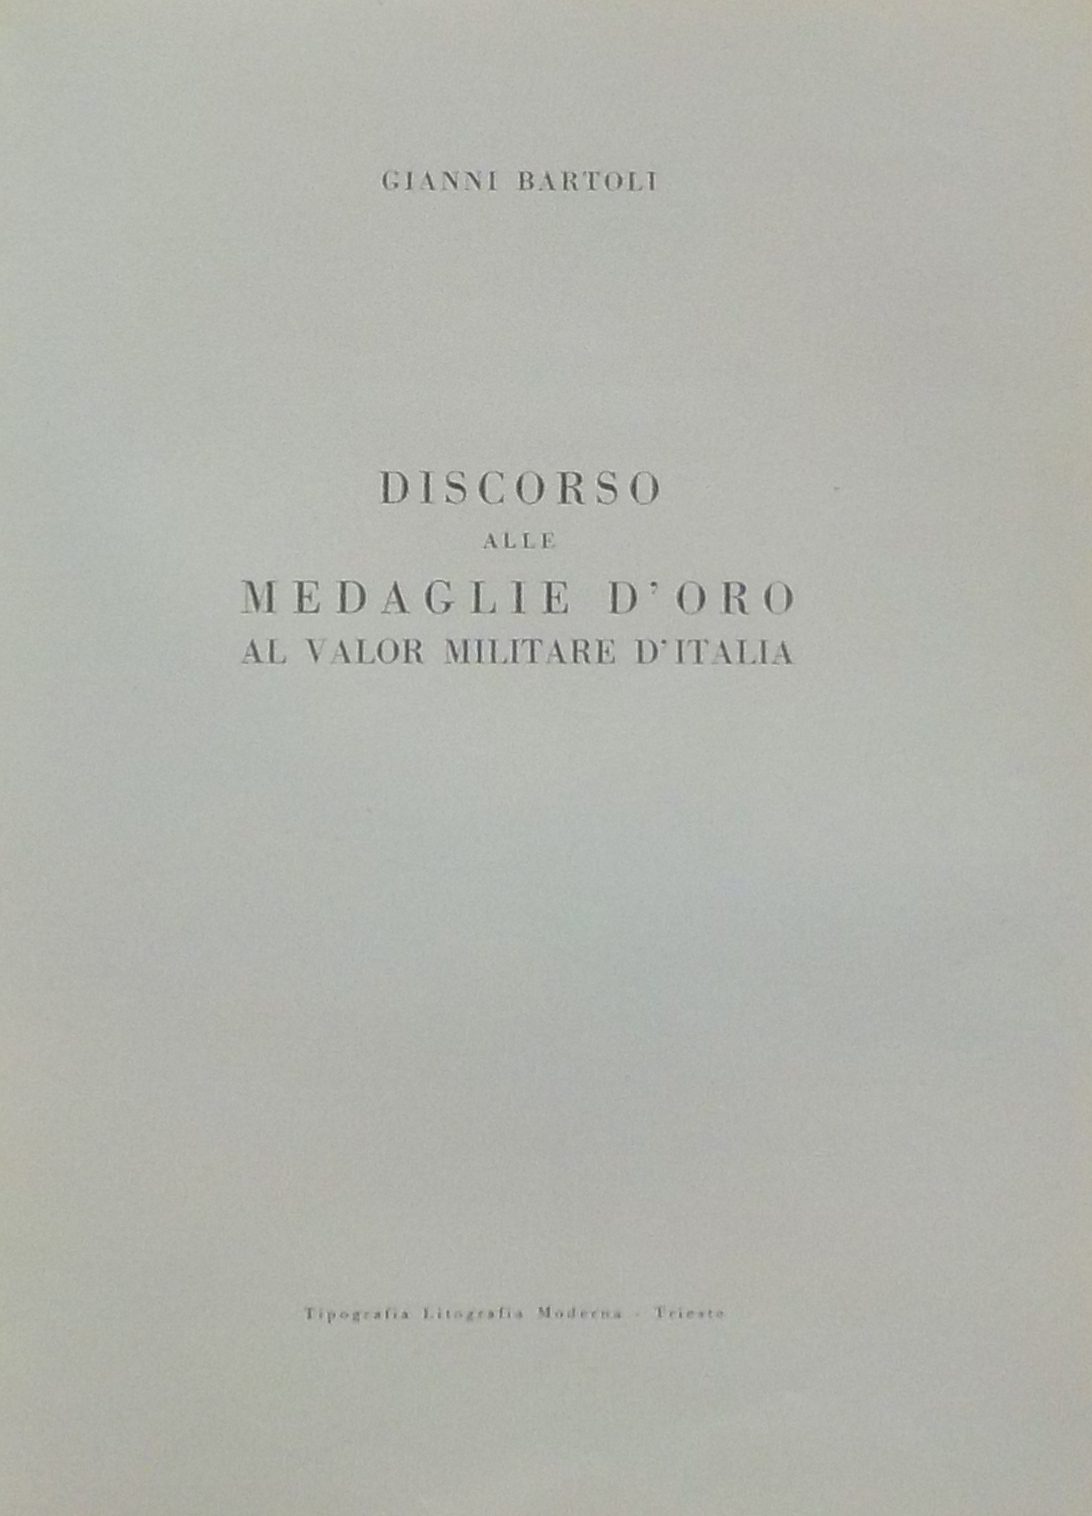 GIANNI BARTOLI
DISCORSO
ALLE
MEDAGLIE D'ORO
AL VALOR MILITARE D'ITALIA
Tipografia Litografia Moderna - Trieste